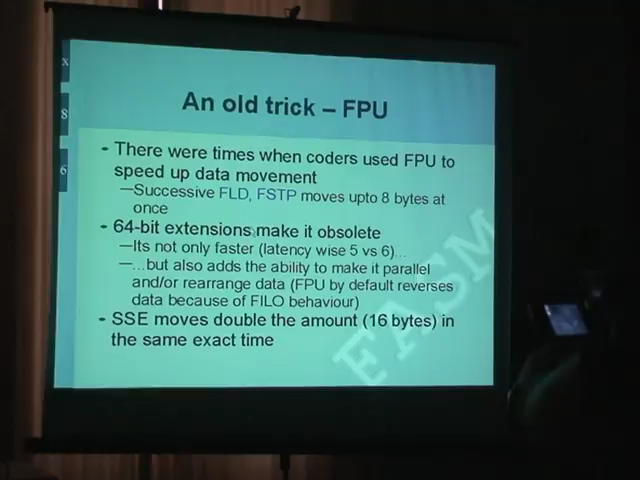 x
8
6
An old trick – FPU
- There were times when coders used FPU to
speed up data movement
–Successive FLD, FSTP moves upto 8 bytes at
once
- 64-bit extensions make it obsolete
–Its not only faster (latency wise 5 vs 6)...
–...but also adds the ability to make it parallel
and/or rearrange data (FPU by default reverses
data because of FILO behaviour)
- SSE moves double the amount (16 bytes) in
the same exact time
FASM